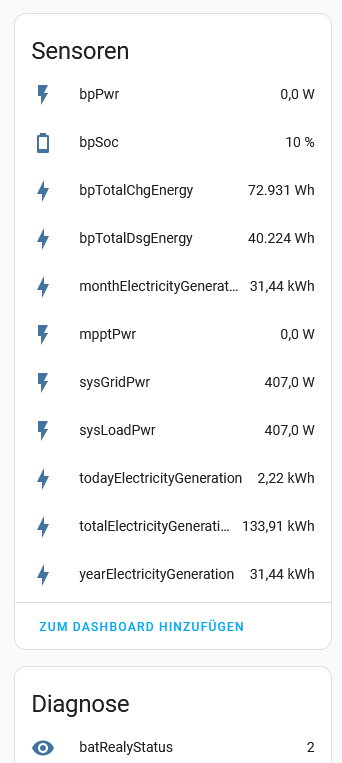 Sensoren
bpPwr 0,0 W
bpSoc 10 %
bpTotalChgEnergy 72.931 Wh
bpTotalDsgEnergy 40.224 Wh
monthElectricityGenerat... 31,44 kWh
mpptPwr 0,0 W
sysGridPwr 407,0 W
sysLoadPwr 407,0 W
todayElectricityGeneration 2,22 kWh
totalElectricityGenerati... 133,91 kWh
yearElectricityGeneration 31,44 kWh
ZUM DASHBOARD HINZUFÜGEN
Diagnose
batRealyStatus 2